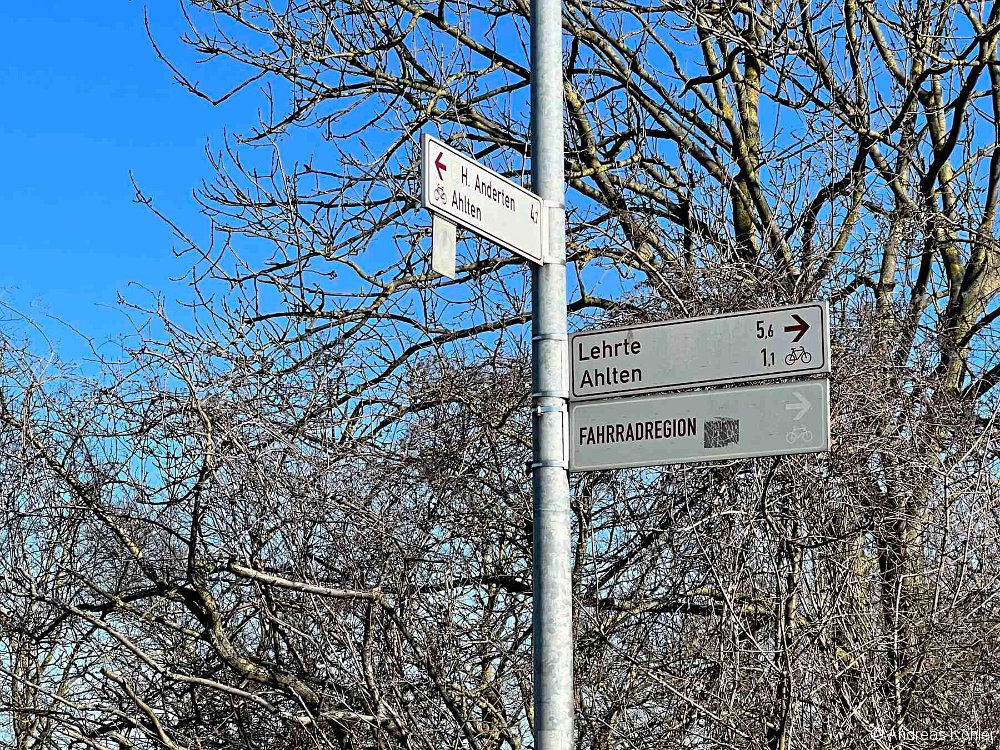 H. Anderten
Ahlten
Lehrte 5,6
Ahlten 1,1
FAHRRADREGION
© Andreas Köhler